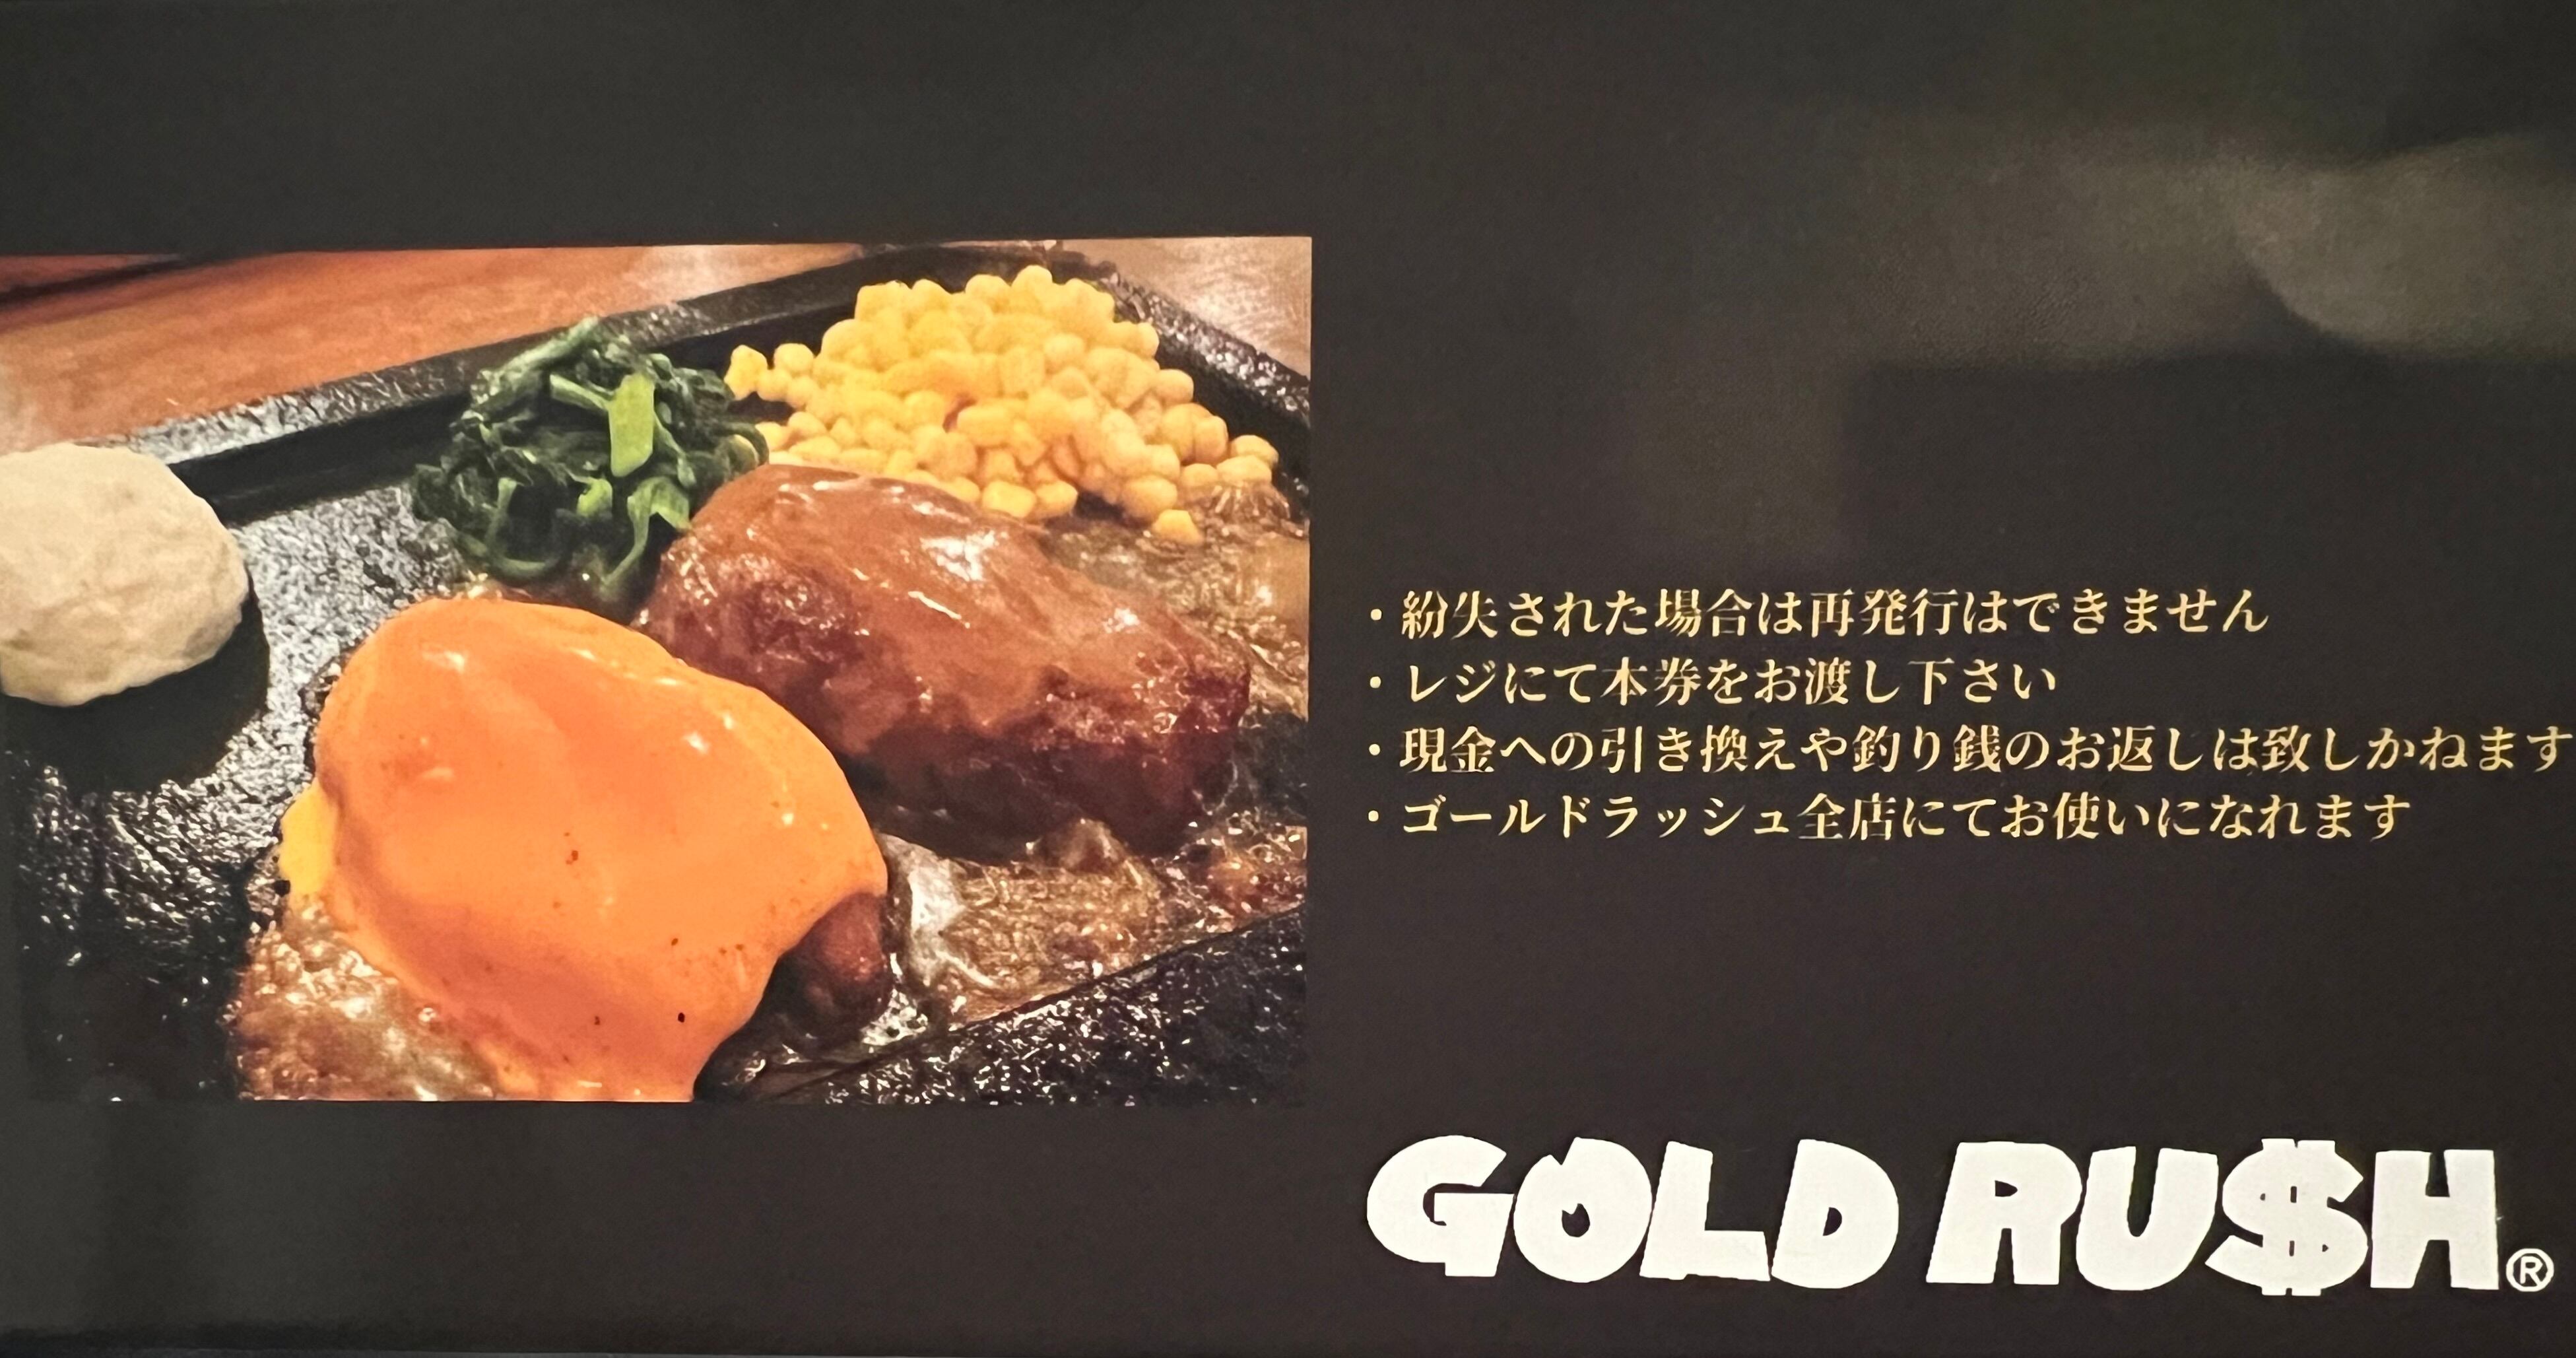 ・紛失された場合は再発行はできません
・レジにて本券をお渡し下さい
・現金への引き換えや釣り銭のお返しは致しかねます
・ゴールドラッシュ全店にてお使いになれます
GOLD RU$H®